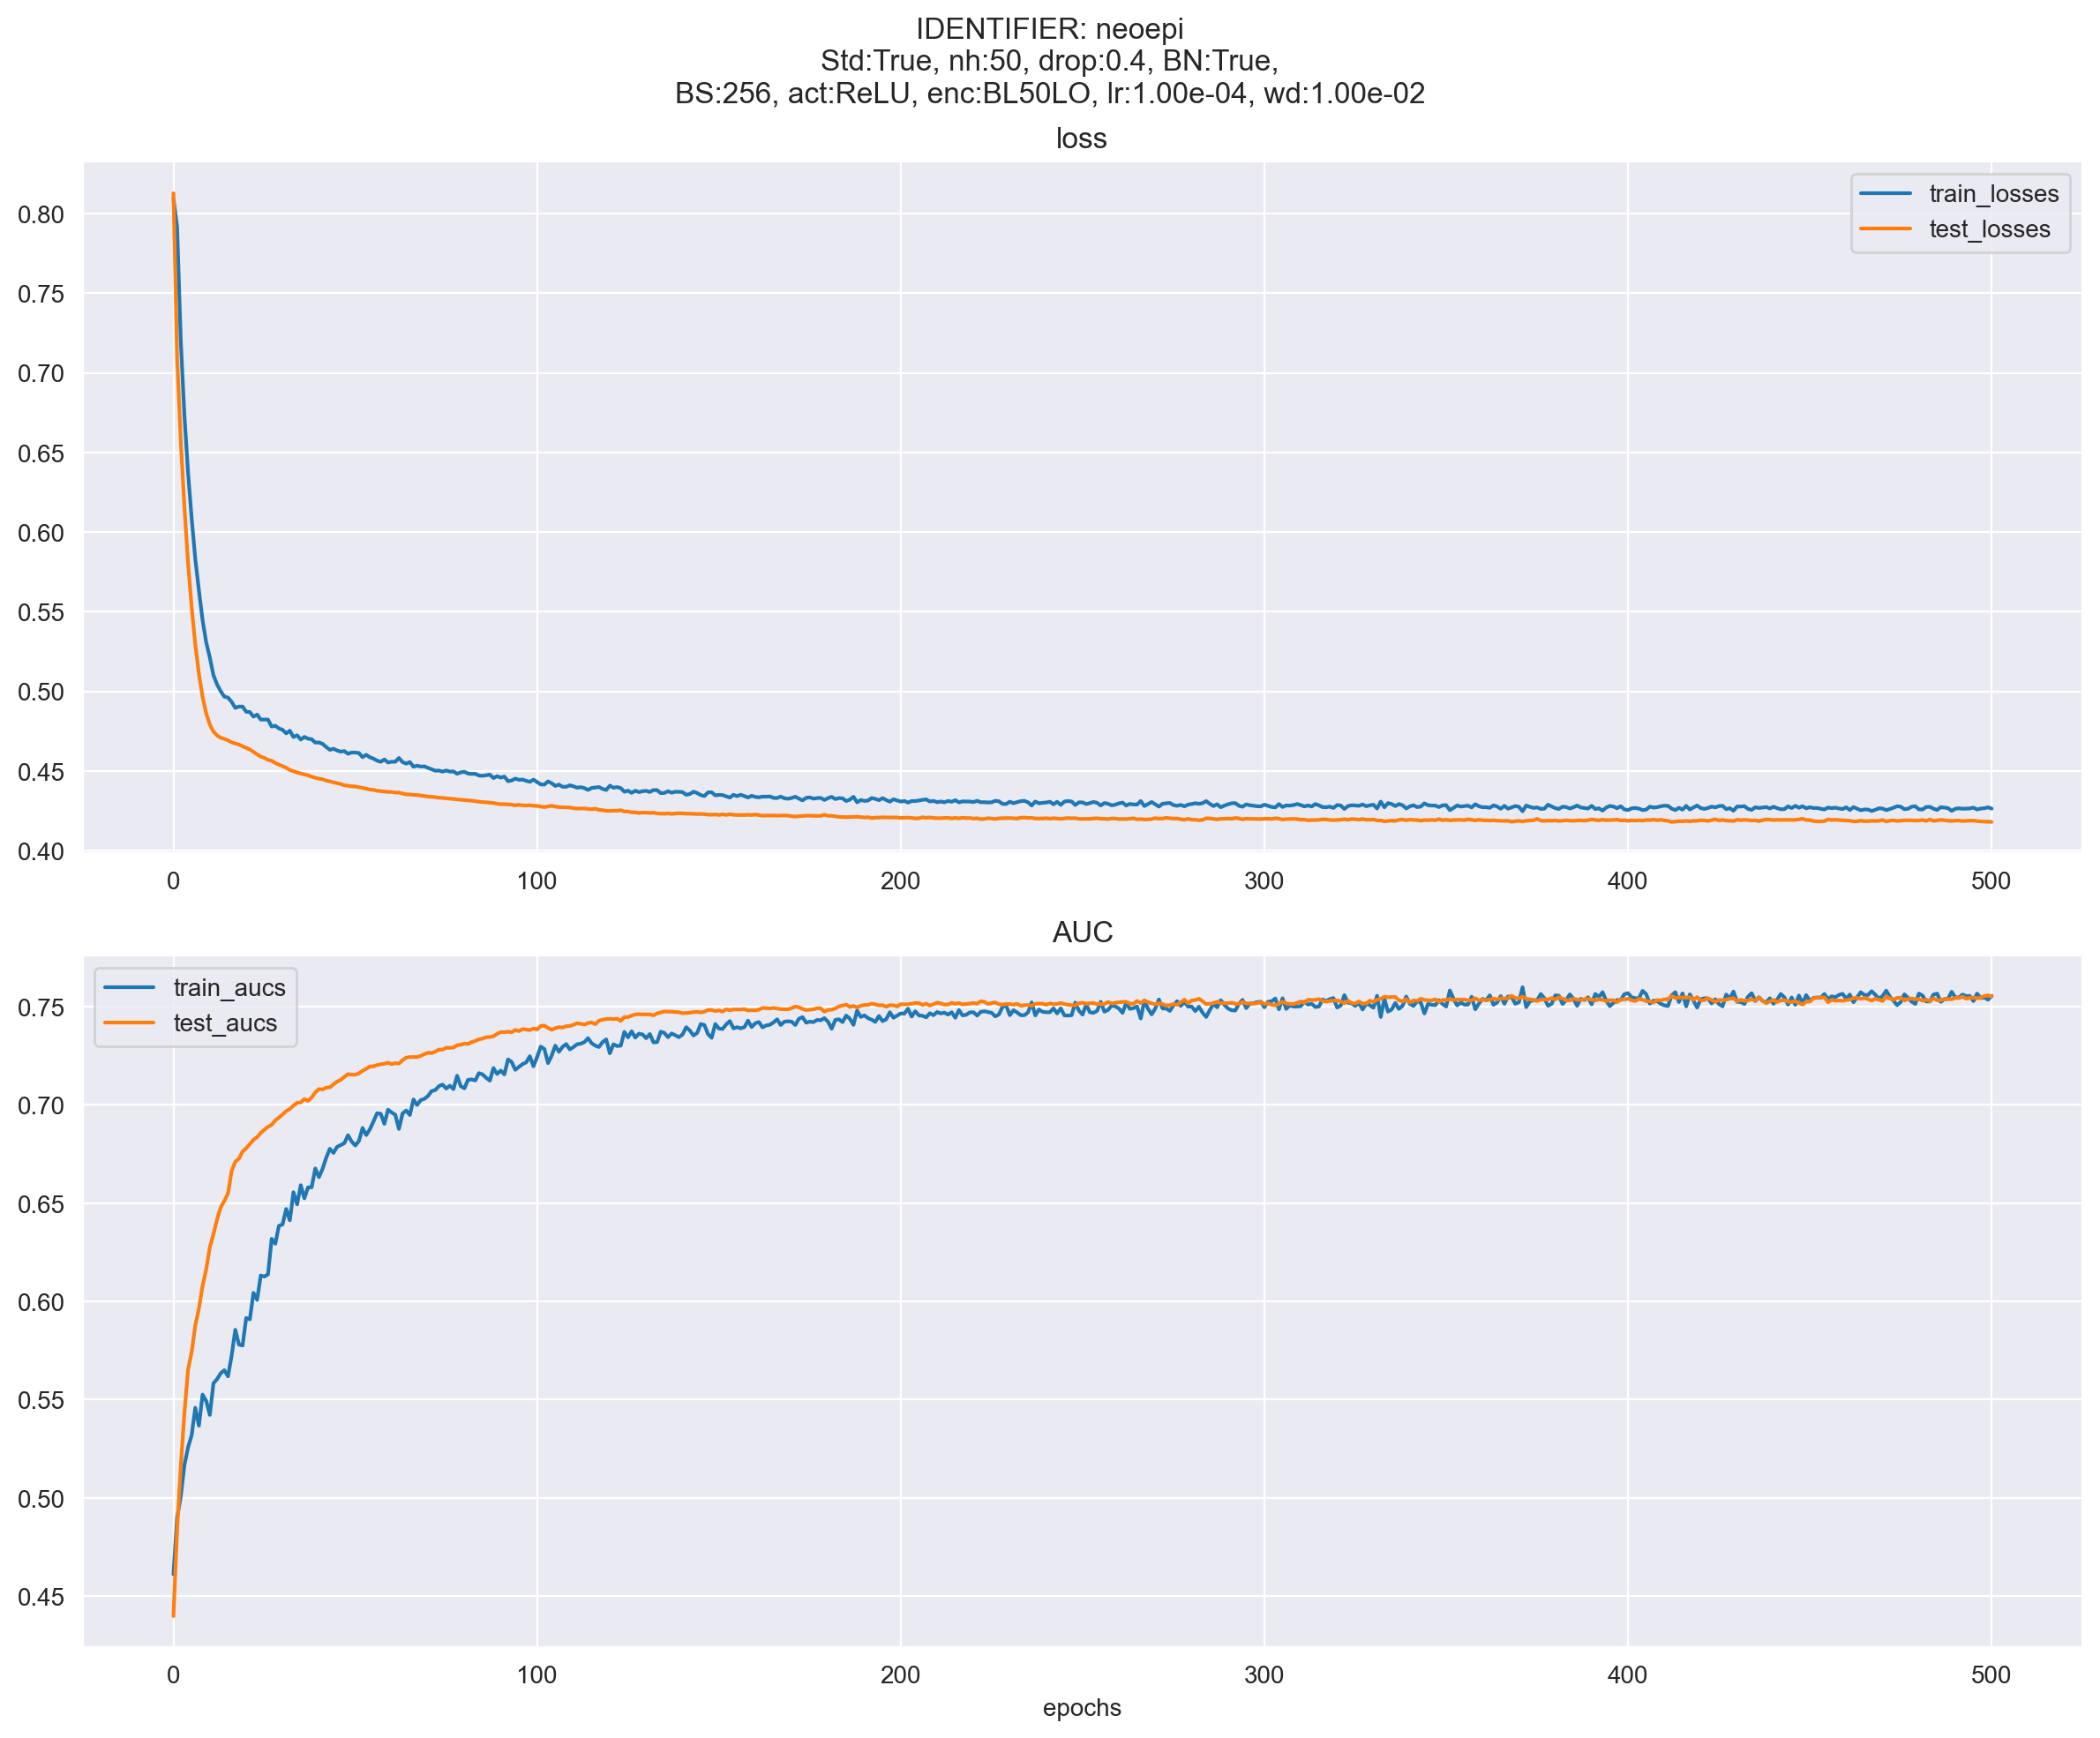 IDENTIFIER: neoepi
Std:True, nh:50, drop:0.4, BN:True,
BS:256, act:ReLU, enc:BL50LO, lr:1.00e-04, wd:1.00e-02
loss
train_losses
test_losses
0.80
0.75
0.70
0.65
0.60
0.55
0.50
0.45
0.40
0 100 200 300 400 500
AUC
train_aucs
test_aucs
0.75
0.70
0.65
0.60
0.55
0.50
0.45
0 100 200 300 400 500
epochs